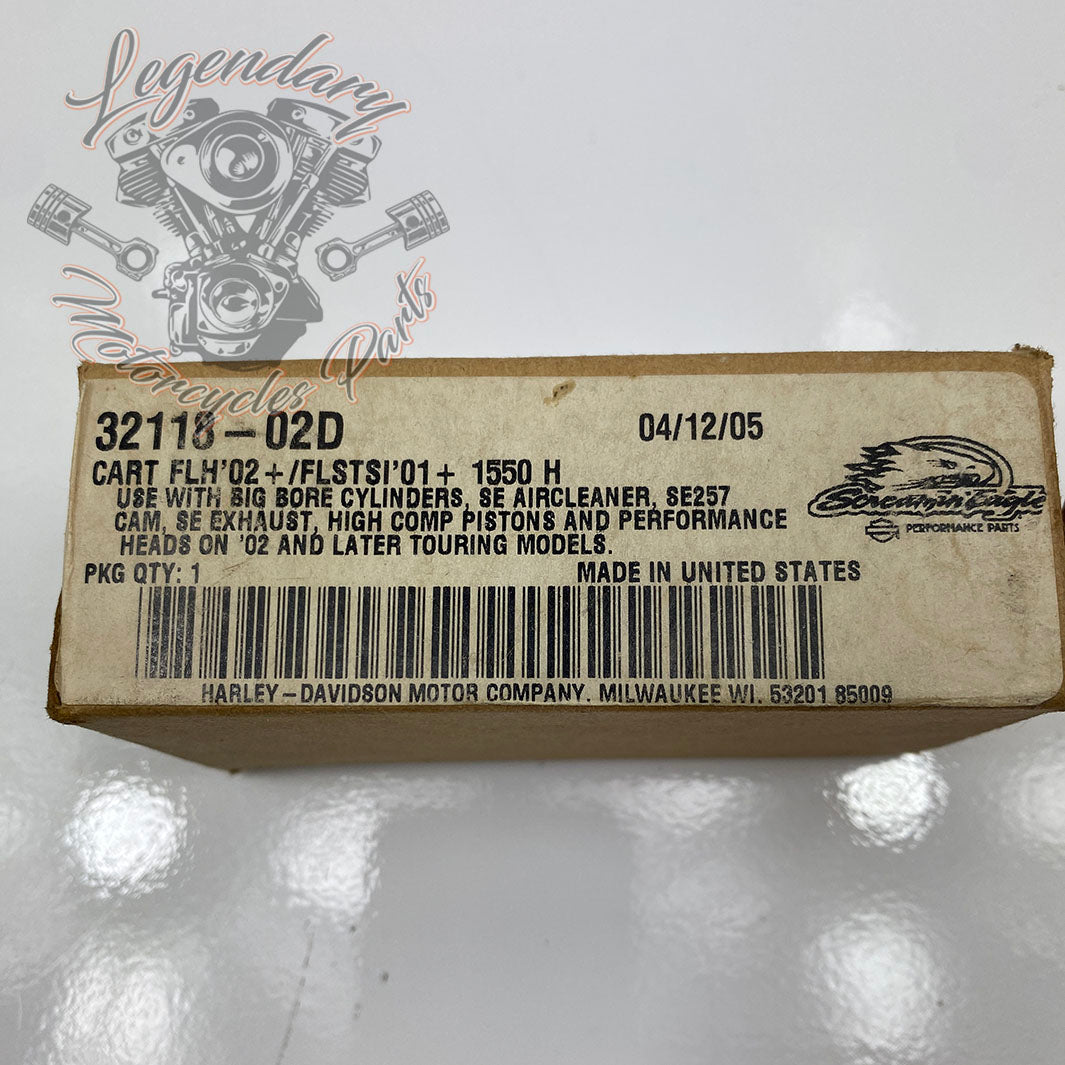 Legendary
Motorcycles Parts
32118-02D 04/12/05
CART FLH'02+/FLSTSI'01+ 1550 H
USE WITH BIG BORE CYLINDERS, SE AIRCLEANER, SE257
CAM, SE EXHAUST, HIGH COMP PISTONS AND PERFORMANCE
HEADS ON '02 AND LATER TOURING MODELS.
Screamin' Eagle
PERFORMANCE PARTS
PKG QTY: 1 MADE IN UNITED STATES
HARLEY-DAVIDSON MOTOR COMPANY. MILWAUKEE WI. 53201 85009